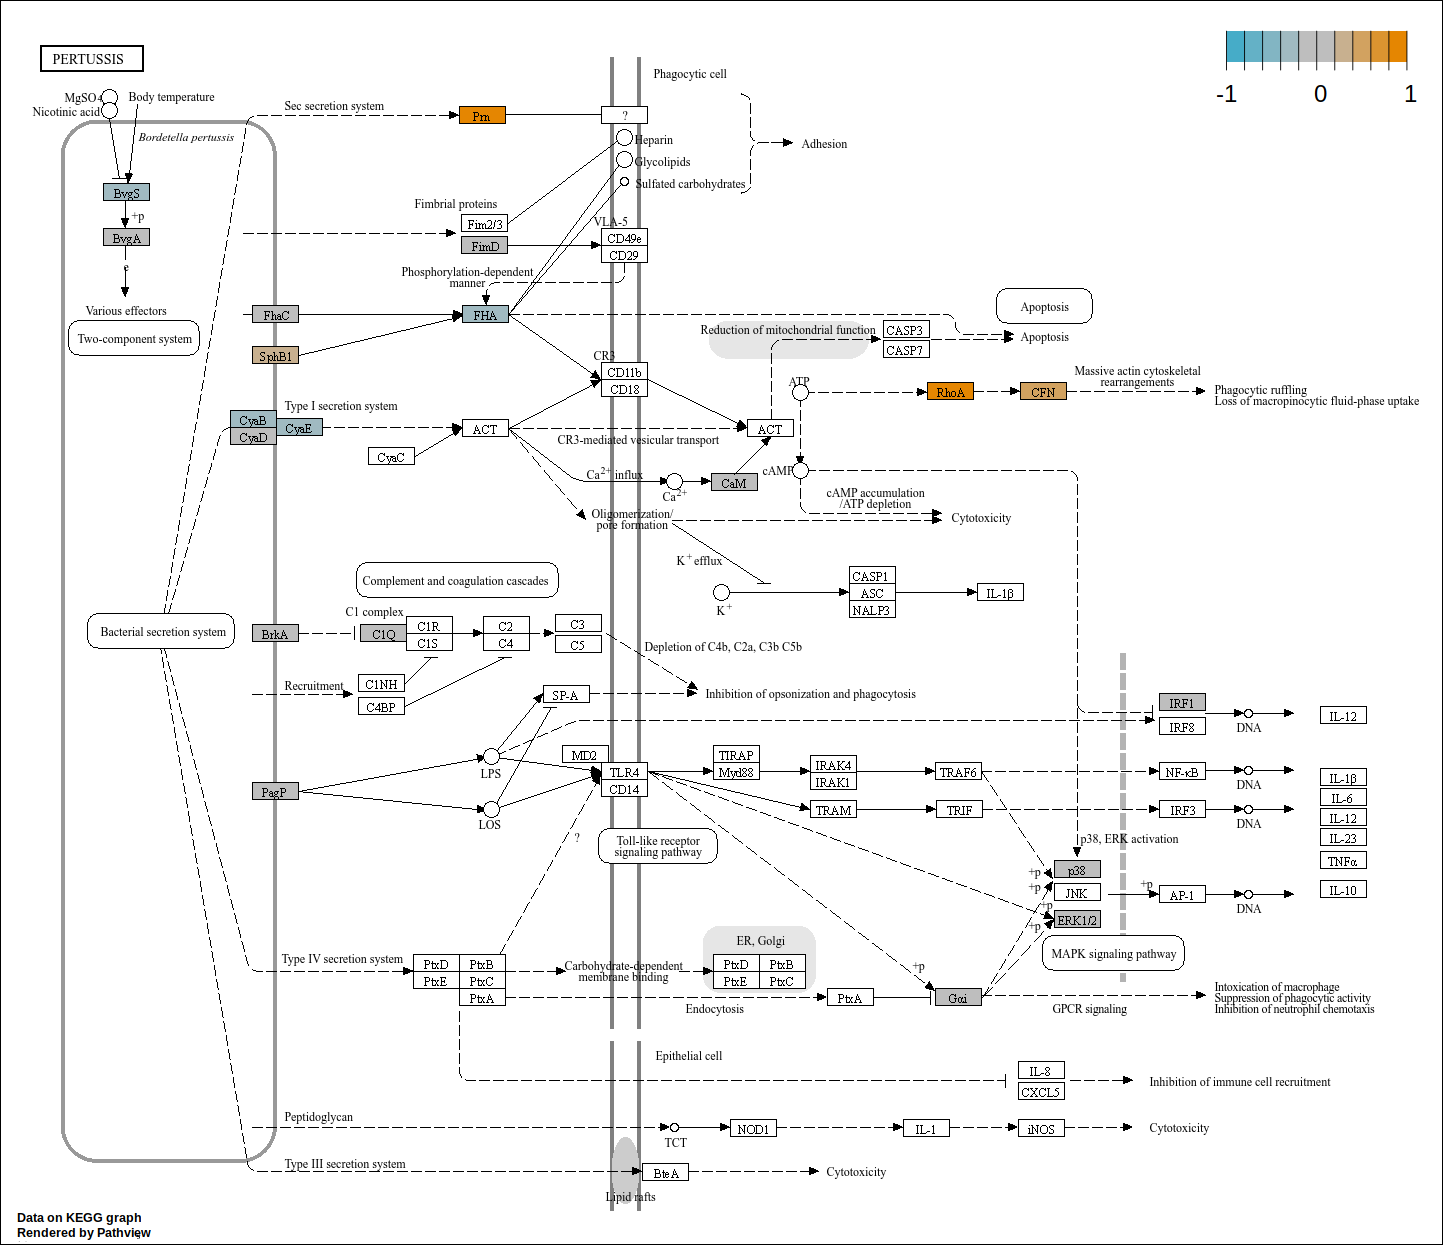 PERTUSSIS
-1 0 1
Phagocytic cell
MgSO4
Nicotinic acid
Body temperature
Bordetella pertussis
Sec secretion system
Prn
?
Heparin
Glycolipids
Sulfated carbohydrates
Adhesion
BvgS
+p
BvgA
e
Various effectors
Two-component system
Fimbrial proteins
Fim2/3
FimD
VLA-5
CD49e
CD29
Phosphorylation-dependent
manner
FhaC
FHA
SphB1
Reduction of mitochondrial function
CASP3
CASP7
Apoptosis
Apoptosis
CR3
CD11b
CD18
ATP
RhoA
CFN
Massive actin cytoskeletal
rearrangements
Phagocytic ruffling
Loss of macropinocytic fluid-phase uptake
Type I secretion system
CyaB
CyaD
CyaE
ACT
CyaC
CR3-mediated vesicular transport
ACT
Ca2+ influx
Ca2+
CaM
cAMP
cAMP accumulation
/ATP depletion
Cytotoxicity
Oligomerization/
pore formation
K+ efflux
K+
CASP1
ASC
NALP3
IL-1β
Complement and coagulation cascades
Bacterial secretion system
BrkA
C1 complex
C1Q
C1R
C1S
C2
C4
C3
C5
Depletion of C4b, C2a, C3b C5b
Recruitment
C1NH
C4BP
SP-A
Inhibition of opsonization and phagocytosis
IRF1
IRF8
DNA
IL-12
LPS
LOS
PagP
MD2
TLR4
CD14
TIRAP
Myd88
IRAK4
IRAK1
TRAF6
NF-κB
DNA
TRAM
TRIF
IRF3
DNA
IL-1β
IL-6
IL-12
IL-23
TNFα
IL-10
?
Toll-like receptor
signaling pathway
p38, ERK activation
+p
p38
+p
JNK
+p
ERK1/2
+p
+p
AP-1
DNA
MAPK signaling pathway
Type IV secretion system
PtxD
PtxB
PtxE
PtxC
PtxA
Carbohydrate-dependent
membrane binding
ER, Golgi
PtxD
PtxB
PtxE
PtxC
Endocytosis
PtxA
+p
Gαi
GPCR signaling
Intoxication of macrophage
Suppression of phagocytic activity
Inhibition of neutrophil chemotaxis
Epithelial cell
IL-8
CXCL5
Inhibition of immune cell recruitment
Peptidoglycan
TCT
NOD1
IL-1
iNOS
Cytotoxicity
Type III secretion system
BteA
Cytotoxicity
Lipid rafts
Data on KEGG graph
Rendered by Pathview